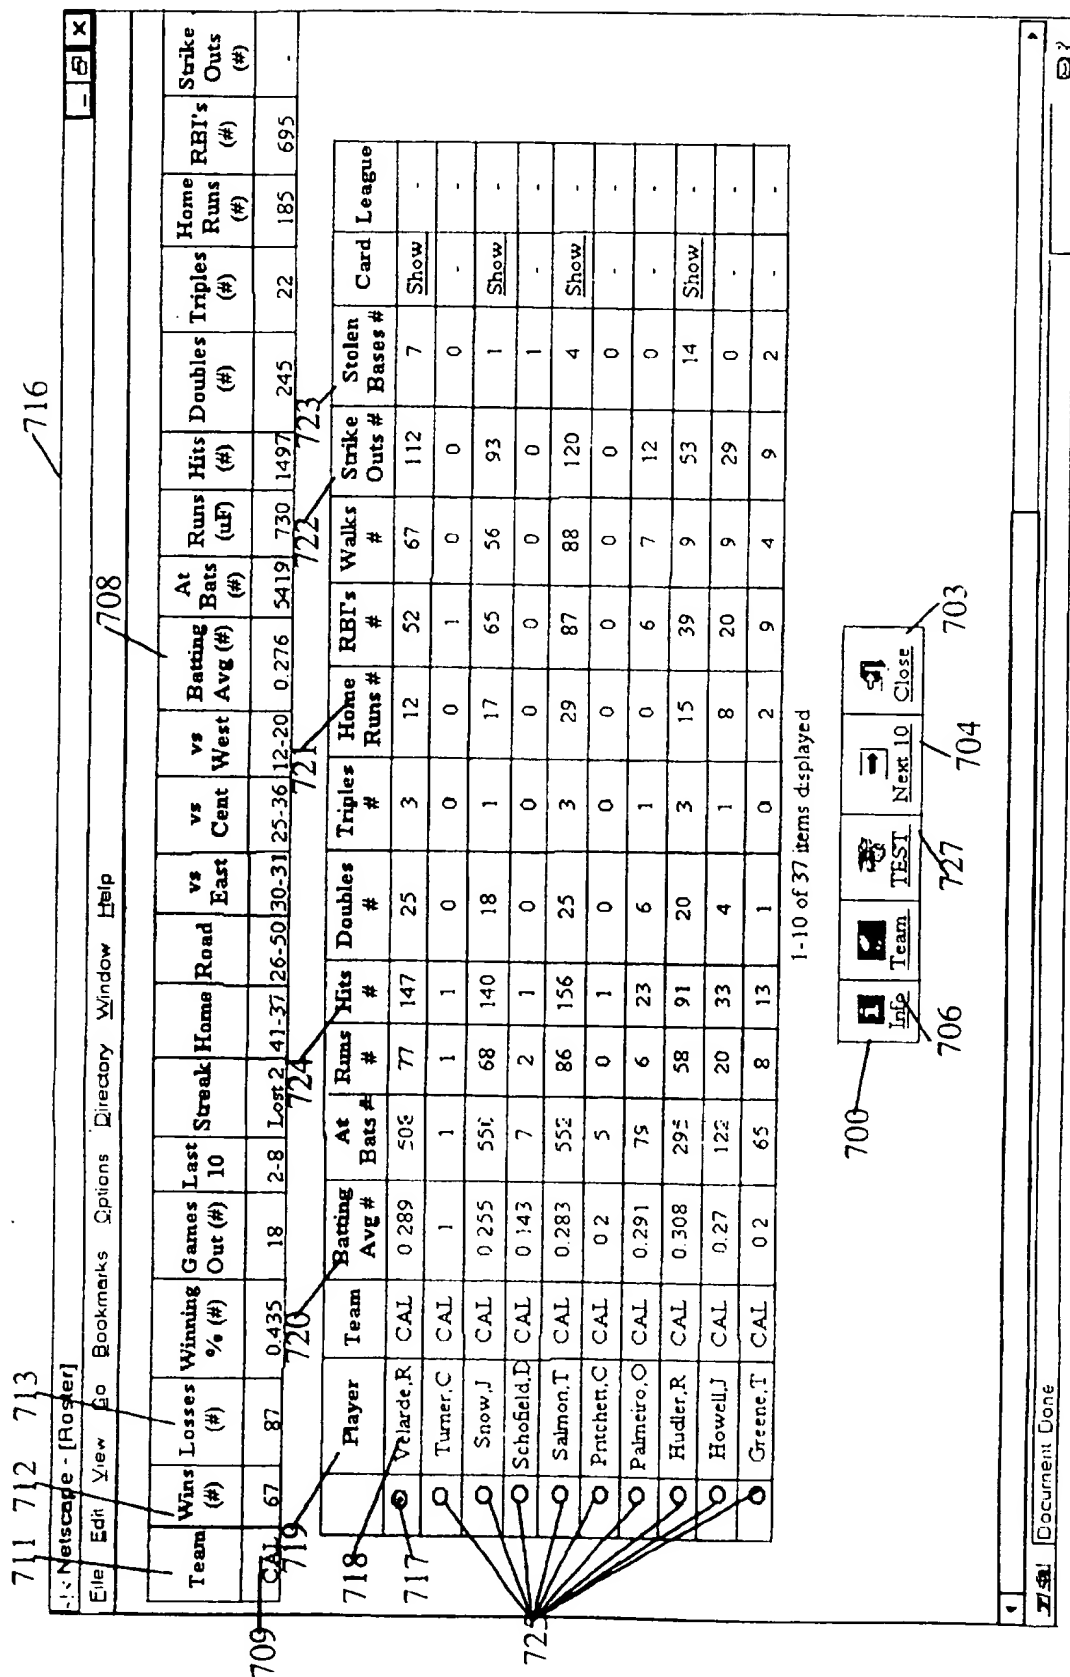 716
Netscape - [Roster]
File Edit View Go Bookmarks Options Directory Window Help
711 712 713 708
Team Wins (#) Losses (#) Winning % (#) Games Out (#) Last 10 Streak Home Road vs East vs Cent vs West Batting Avg (#) At Bats (#) Runs (uF) Hits (#) Doubles (#) Triples (#) Home Runs (#) RBI's (#) Strike Outs (#)
CAL 67 87 0.435 18 2-8 Lost 2 41-37 26-50 30-31 25-36 12-20 0.276 5419 730 1497 245 22 185 695 -
709 719 720 724 721 722 723
Player Team Batting Avg # At Bats # Runs # Hits # Doubles # Triples # Home Runs # RBI's # Walks # Strike Outs # Stolen Bases # Card League
718 717
Velarde,R CAL 0 289 77 147 25 3 12 52 67 112 7 Show -
Turner,C CAL 1 1 1 1 0 0 0 1 0 0 0 - -
Snow,J CAL 0 255 68 140 18 1 17 65 56 93 1 Show -
Schofield,D CAL 0 143 7 2 1 0 0 0 0 0 0 1 - -
Salmon,T CAL 0.283 552 86 156 25 3 29 87 88 120 4 Show -
Pritchett,C CAL 0 2 5 0 1 0 0 0 0 0 0 0 - -
Palmeiro,O CAL 0.291 6 23 6 1 0 6 7 12 0 - -
Hudler,R CAL 0.308 58 91 20 3 15 39 9 53 14 Show -
Howell,J CAL 0.27 20 33 4 1 8 20 9 29 0 - -
Greene,T CAL 0 2 65 8 13 1 0 2 9 4 9 2 - -
725
1-10 of 37 items displayed
Info Team TEST Next 10 Close
700 706 727 704 703
Document Done